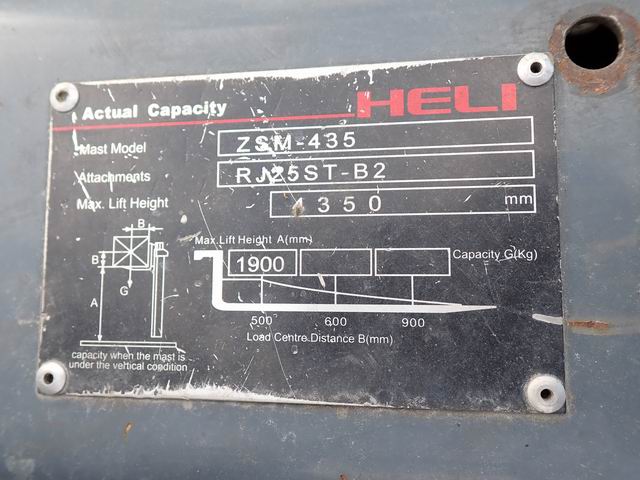 Actual Capacity HELI
Mast Model ZSM-435
Attachments RJ25ST-B2
Max. Lift Height 4350 mm
Max.Lift Height A(mm)
1900 Capacity G(Kg)
B
B
G
A
500 600 900
Load Centre Distance B(mm)
capacity when the mast is
under the vertical condition